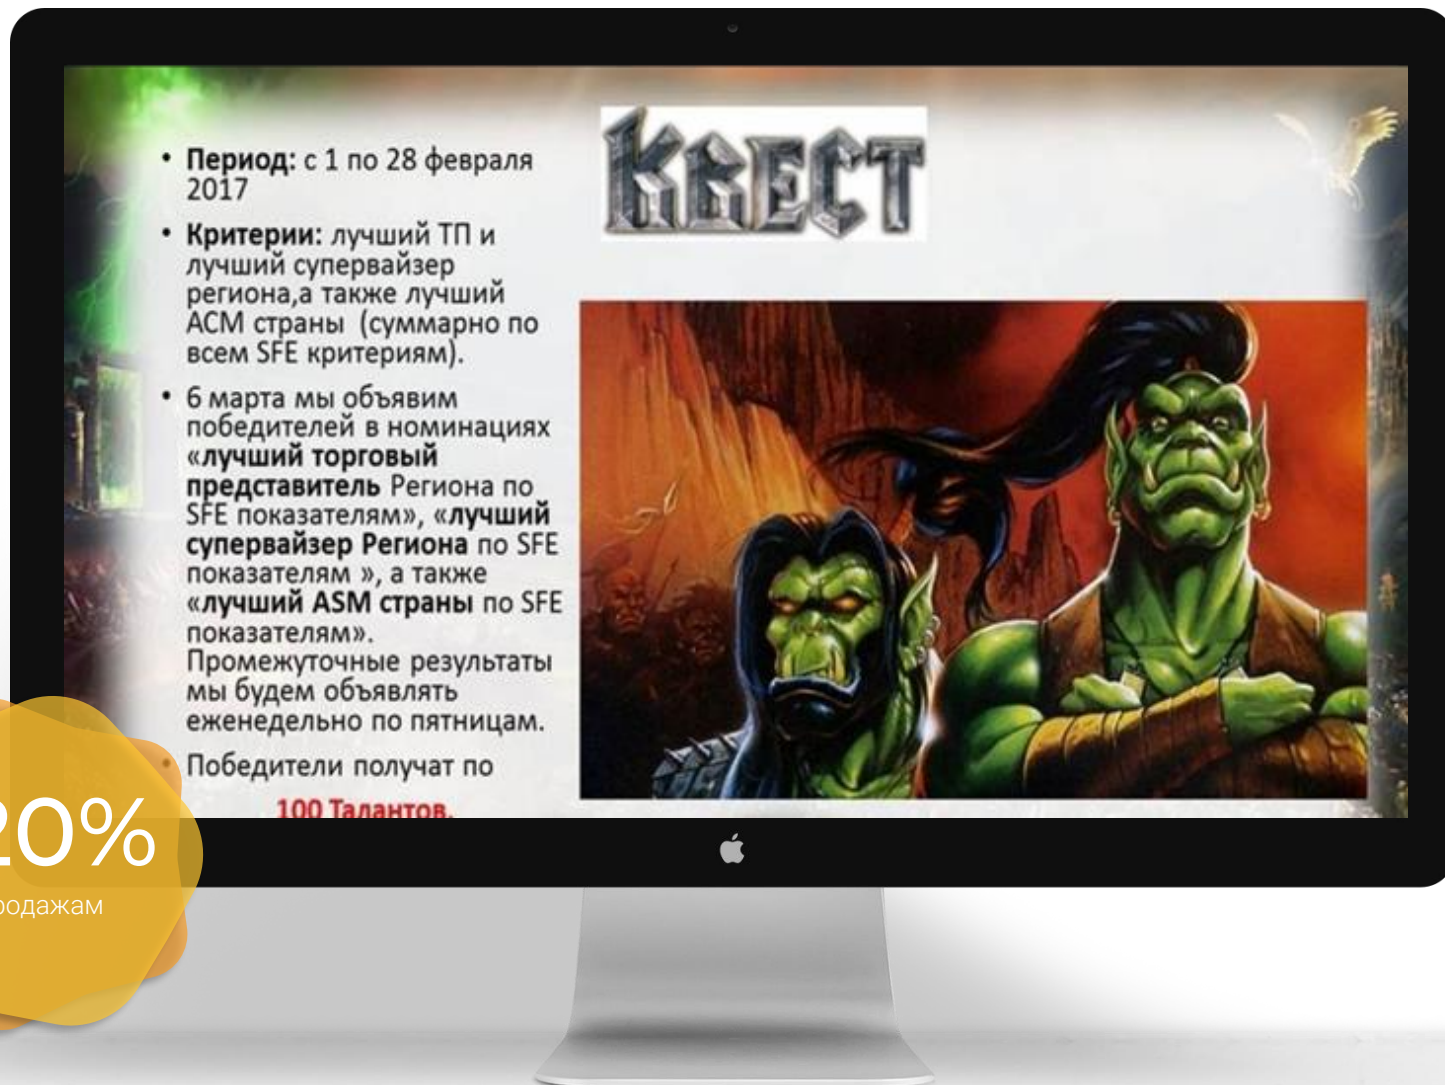 КВЕСТ
• Период: с 1 по 28 февраля
2017
• Критерии: лучший ТП и
лучший супервайзер
региона,а также лучший
АСМ страны (суммарно по
всем SFE критериям).
• 6 марта мы объявим
победителей в номинациях
«лучший торговый
представитель Региона по
SFE показателям», «лучший
супервайзер Региона по SFE
показателям », а также
«лучший ASM страны по SFE
показателям».
Промежуточные результаты
мы будем объявлять
еженедельно по пятницам.
• Победители получат по
100 Талантов.
20%